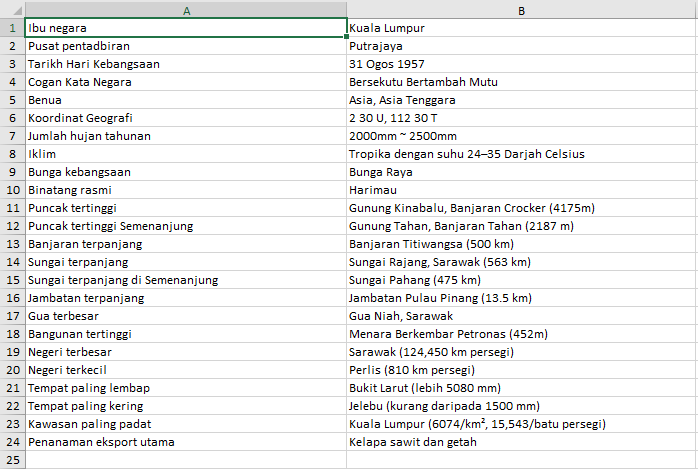 A B
1 Ibu negara Kuala Lumpur
2 Pusat pentadbiran Putrajaya
3 Tarikh Hari Kebangsaan 31 Ogos 1957
4 Cogan Kata Negara Bersekutu Bertambah Mutu
5 Benua Asia, Asia Tenggara
6 Koordinat Geografi 2 30 U, 112 30 T
7 Jumlah hujan tahunan 2000mm ~ 2500mm
8 Iklim Tropika dengan suhu 24–35 Darjah Celsius
9 Bunga kebangsaan Bunga Raya
10 Binatang rasmi Harimau
11 Puncak tertinggi Gunung Kinabalu, Banjaran Crocker (4175m)
12 Puncak tertinggi Semenanjung Gunung Tahan, Banjaran Tahan (2187 m)
13 Banjaran terpanjang Banjaran Titiwangsa (500 km)
14 Sungai terpanjang Sungai Rajang, Sarawak (563 km)
15 Sungai terpanjang di Semenanjung Sungai Pahang (475 km)
16 Jambatan terpanjang Jambatan Pulau Pinang (13.5 km)
17 Gua terbesar Gua Niah, Sarawak
18 Bangunan tertinggi Menara Berkembar Petronas (452m)
19 Negeri terbesar Sarawak (124,450 km persegi)
20 Negeri terkecil Perlis (810 km persegi)
21 Tempat paling lembap Bukit Larut (lebih 5080 mm)
22 Tempat paling kering Jelebu (kurang daripada 1500 mm)
23 Kawasan paling padat Kuala Lumpur (6074/km², 15,543/batu persegi)
24 Penanaman eksport utama Kelapa sawit dan getah
25